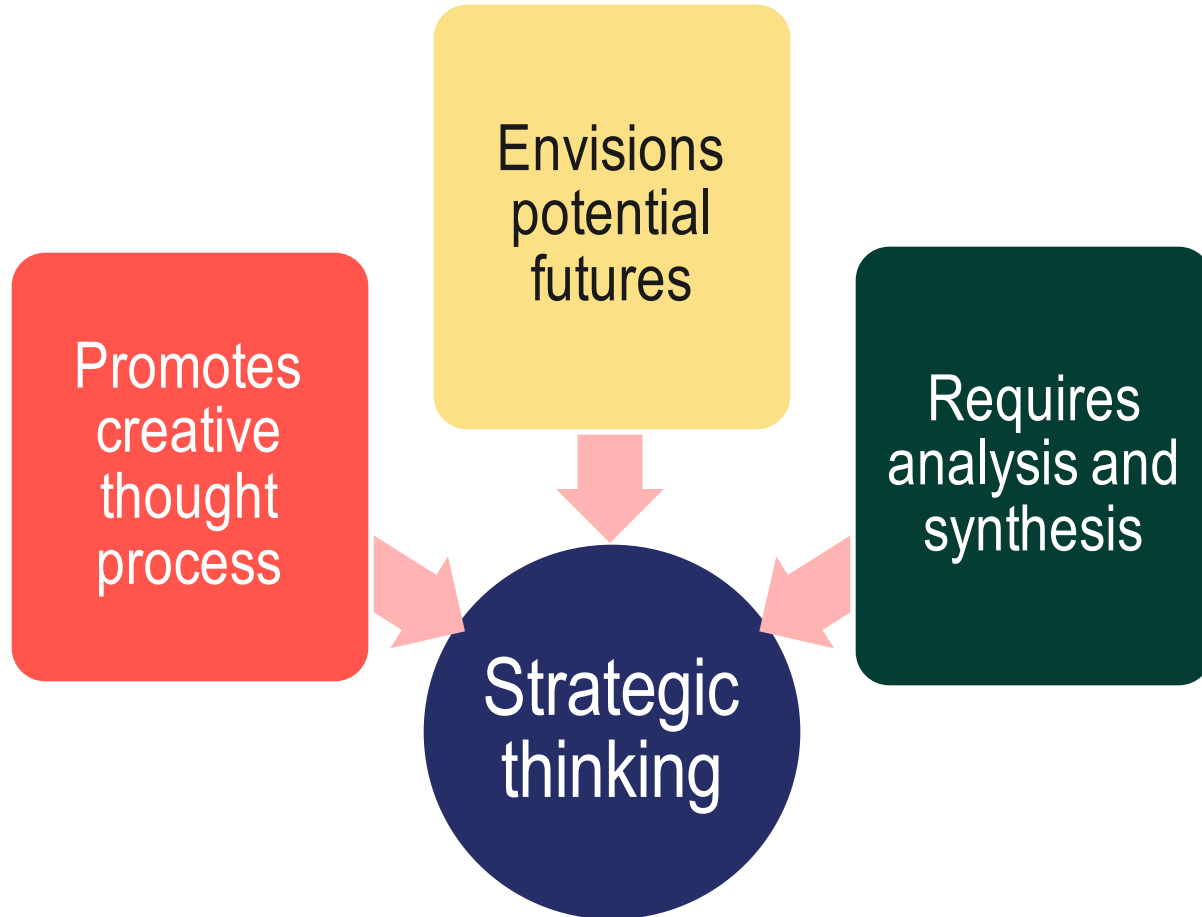 Envisions
potential
futures
Promotes
creative
thought
process
Requires
analysis and
synthesis
Strategic
thinking